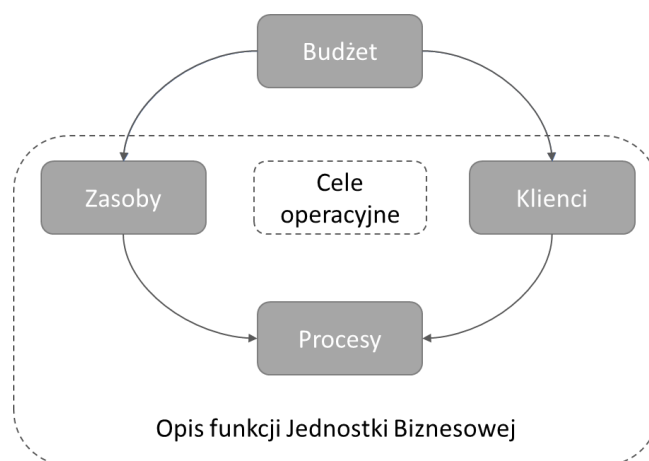 Budżet
Zasoby
Cele
operacyjne
Klienci
Procesy
Opis funkcji Jednostki Biznesowej